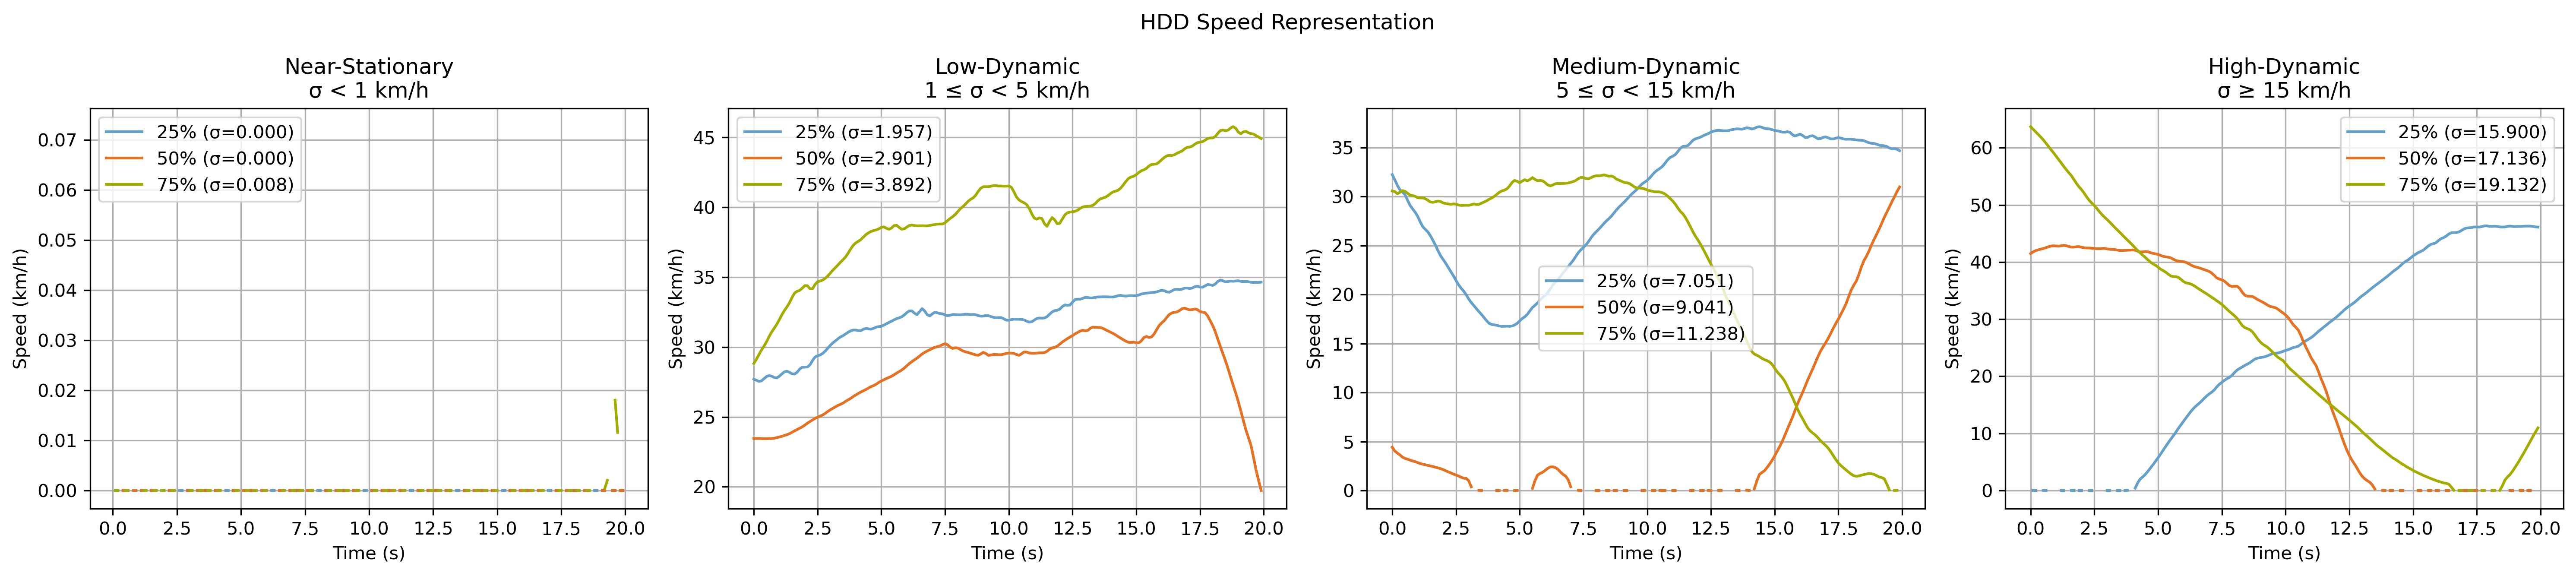 HDD Speed Representation
Near-Stationary
σ < 1 km/h
0.07
0.06
0.05
0.04
0.03
0.02
0.01
0.00
Speed (km/h)
25% (σ=0.000)
50% (σ=0.000)
75% (σ=0.008)
0.0 2.5 5.0 7.5 10.0 12.5 15.0 17.5 20.0
Time (s)
Low-Dynamic
1 ≤ σ < 5 km/h
45
40
35
30
25
20
Speed (km/h)
25% (σ=1.957)
50% (σ=2.901)
75% (σ=3.892)
0.0 2.5 5.0 7.5 10.0 12.5 15.0 17.5 20.0
Time (s)
Medium-Dynamic
5 ≤ σ < 15 km/h
35
30
25
20
15
10
5
0
Speed (km/h)
25% (σ=7.051)
50% (σ=9.041)
75% (σ=11.238)
0.0 2.5 5.0 7.5 10.0 12.5 15.0 17.5 20.0
Time (s)
High-Dynamic
σ ≥ 15 km/h
60
50
40
30
20
10
0
Speed (km/h)
25% (σ=15.900)
50% (σ=17.136)
75% (σ=19.132)
0.0 2.5 5.0 7.5 10.0 12.5 15.0 17.5 20.0
Time (s)